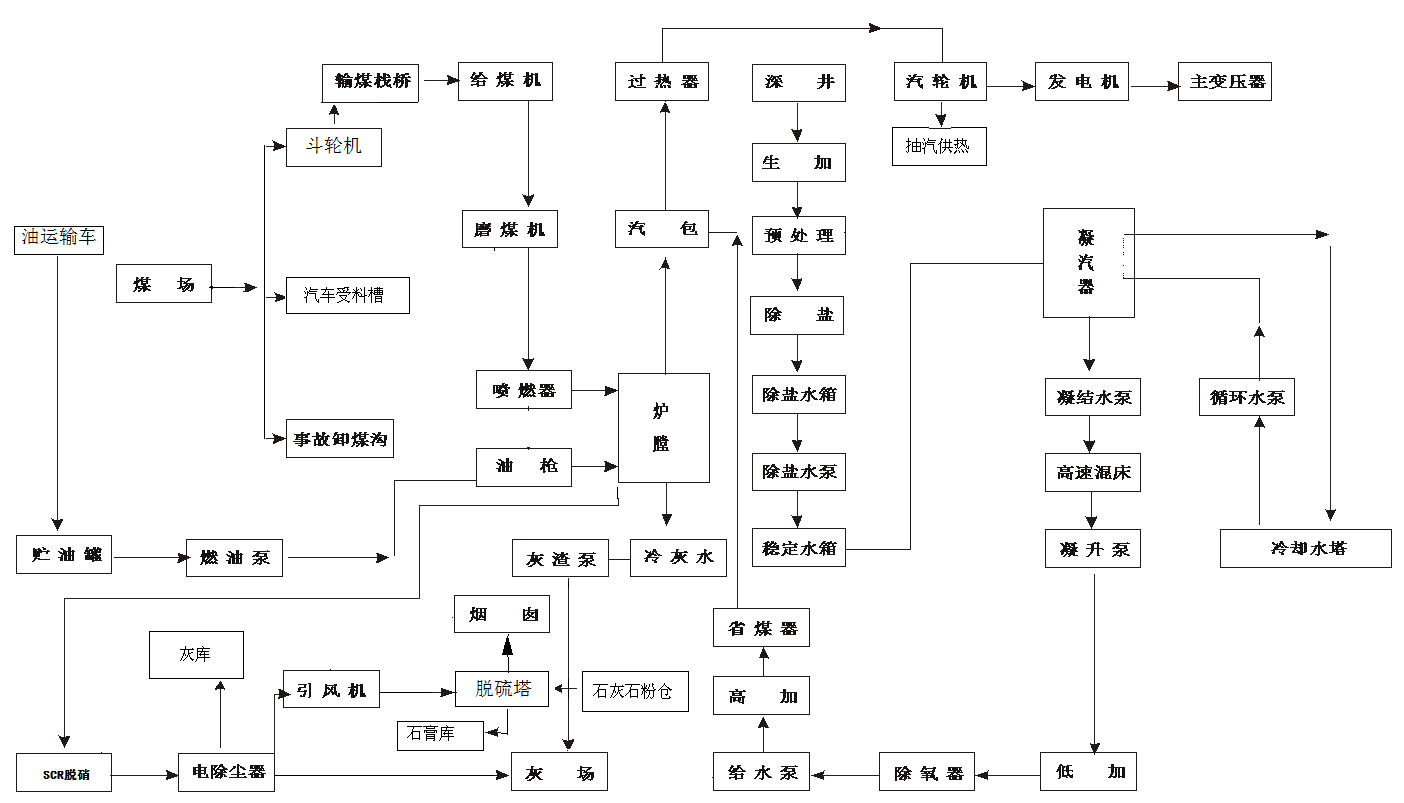 输煤栈桥
给煤机
过热器
深井
汽轮机
发电机
主变压器
斗轮机
生加
抽汽供热
油运输车
磨煤机
汽包
预处理
凝汽器
煤场
汽车受料槽
除盐
喷燃器
炉膛
除盐水箱
凝结水泵
循环水泵
事故卸煤沟
油枪
除盐水泵
高速混床
贮油罐
燃油泵
灰渣泵
冷灰水
稳定水箱
凝升泵
冷却水塔
烟囱
省煤器
灰库
引风机
脱硫塔
石灰石粉仓
高加
石膏库
SCR脱硝
电除尘器
灰场
给水泵
除氧器
低加